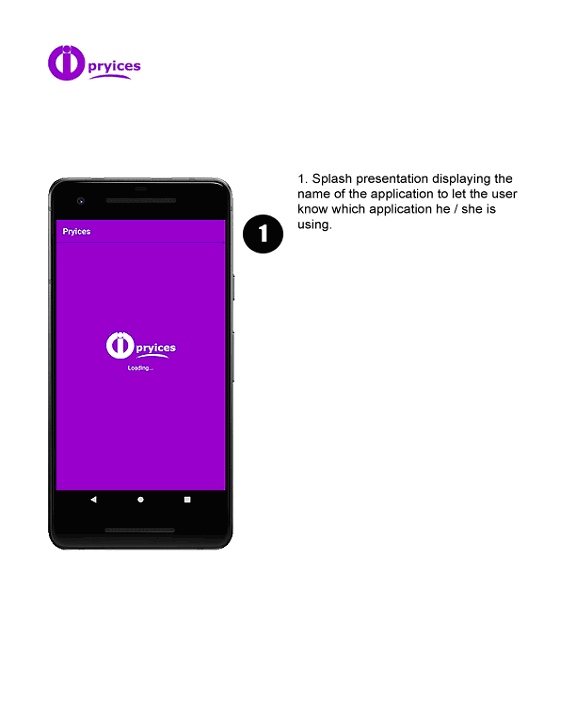 pryices
1. Splash presentation displaying the
name of the application to let the user
know which application he / she is
using.
1
Pryices
pryices
Loading...